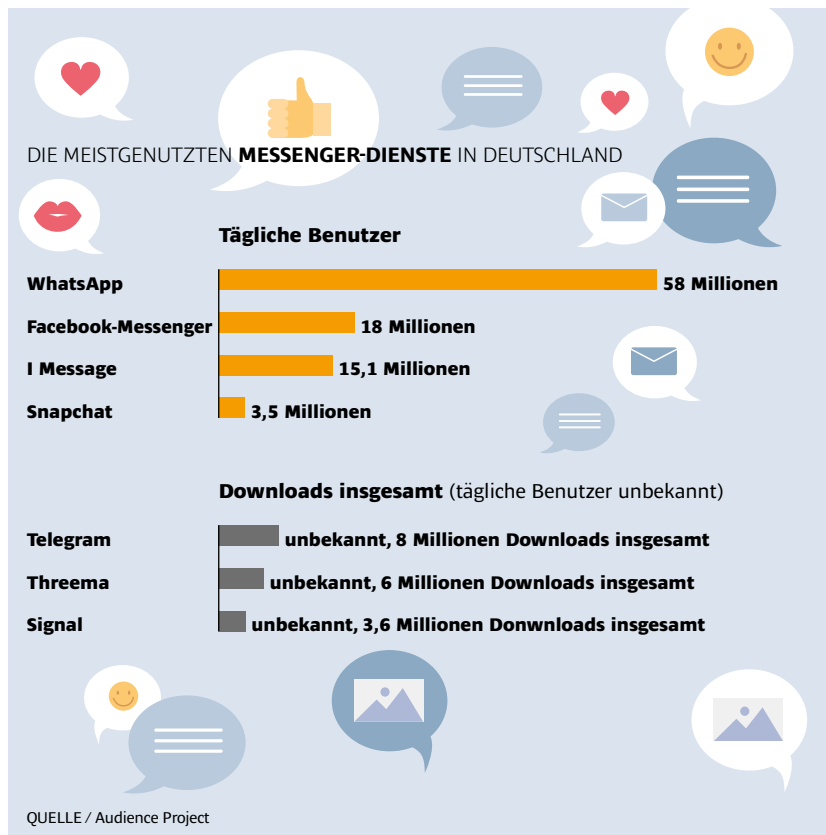 DIE MEISTGENUTZTEN MESSENGER-DIENSTE IN DEUTSCHLAND
Tägliche Benutzer
WhatsApp 58 Millionen
Facebook-Messenger 18 Millionen
I Message 15,1 Millionen
Snapchat 3,5 Millionen
Downloads insgesamt (tägliche Benutzer unbekannt)
Telegram unbekannt, 8 Millionen Downloads insgesamt
Threema unbekannt, 6 Millionen Downloads insgesamt
Signal unbekannt, 3,6 Millionen Donwnloads insgesamt
QUELLE / Audience Project